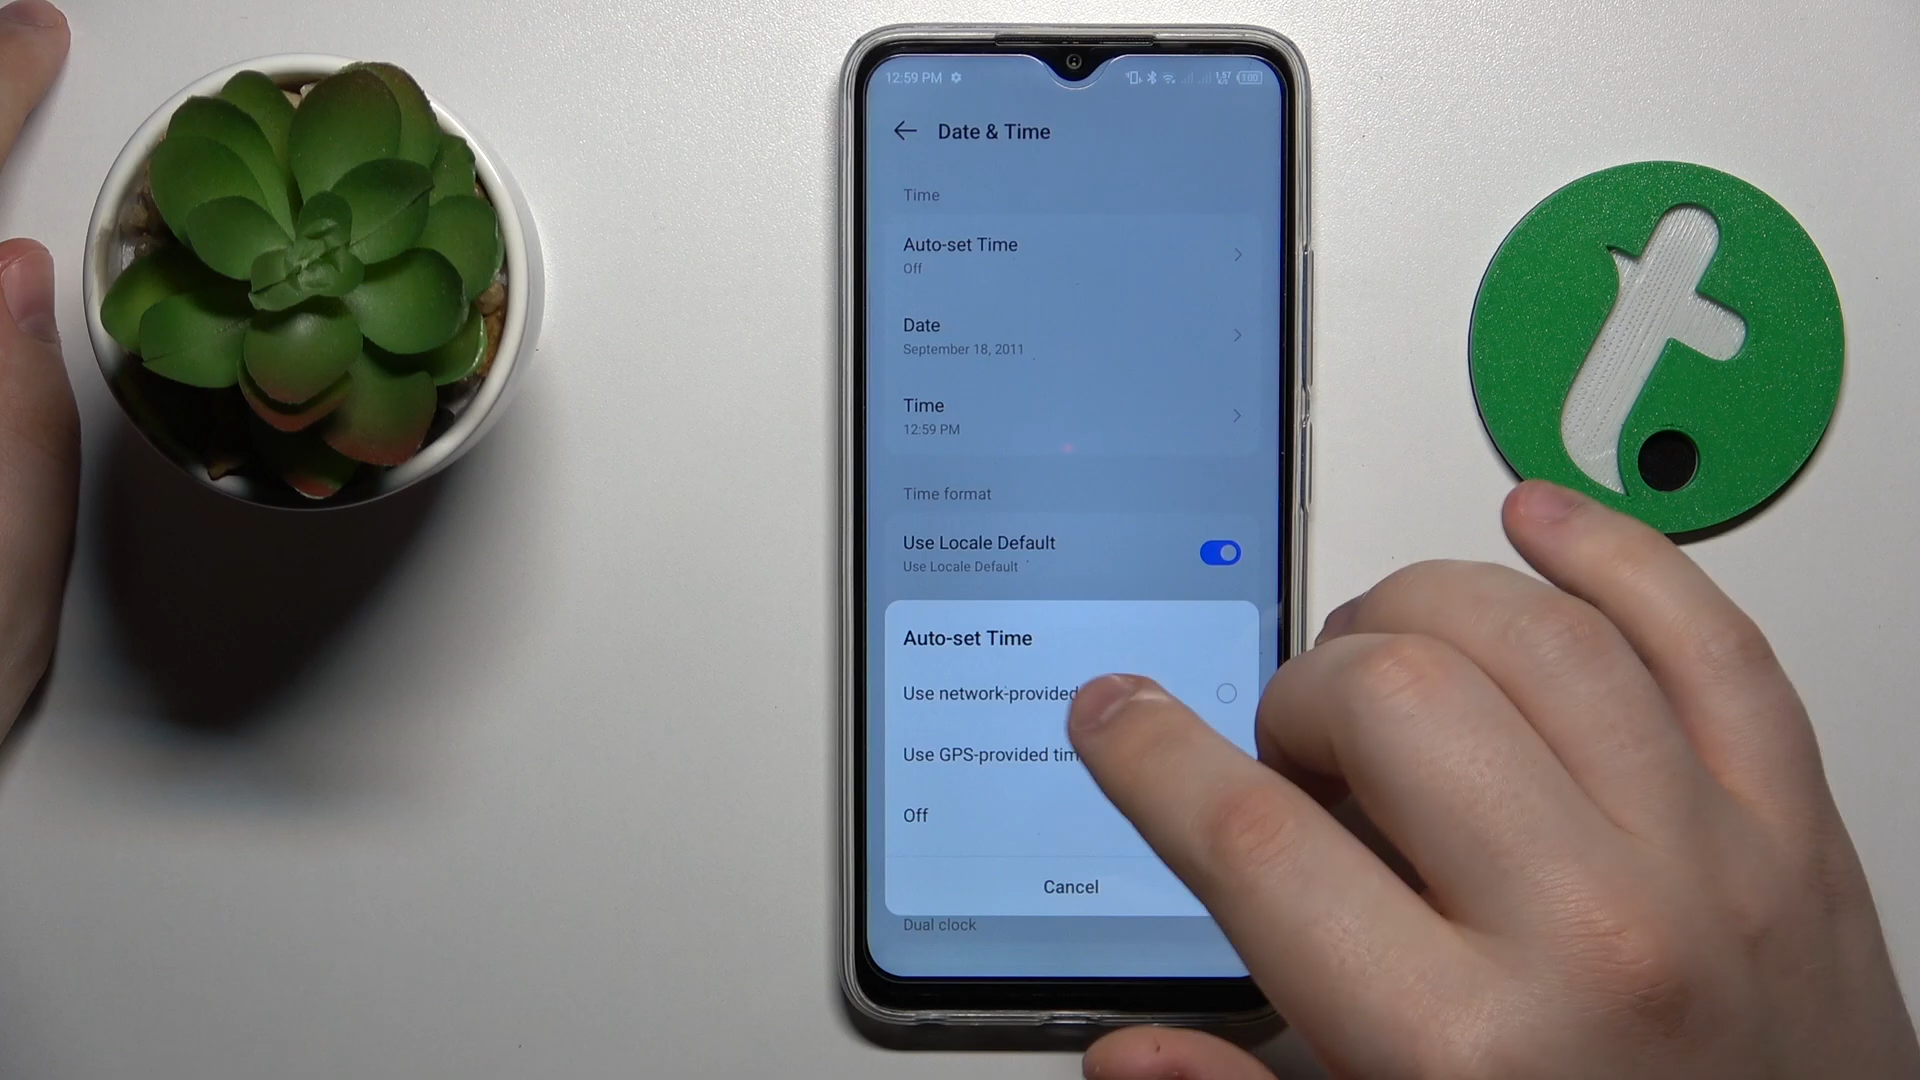 12:59 PM
Date & Time
Time
Auto-set Time
Off
Date
September 18, 2011
Time
12:59 PM
Time format
Use Locale Default
Use Locale Default
Auto-set Time
Use network-provided
Use GPS-provided tim
Off
Cancel
Dual clock